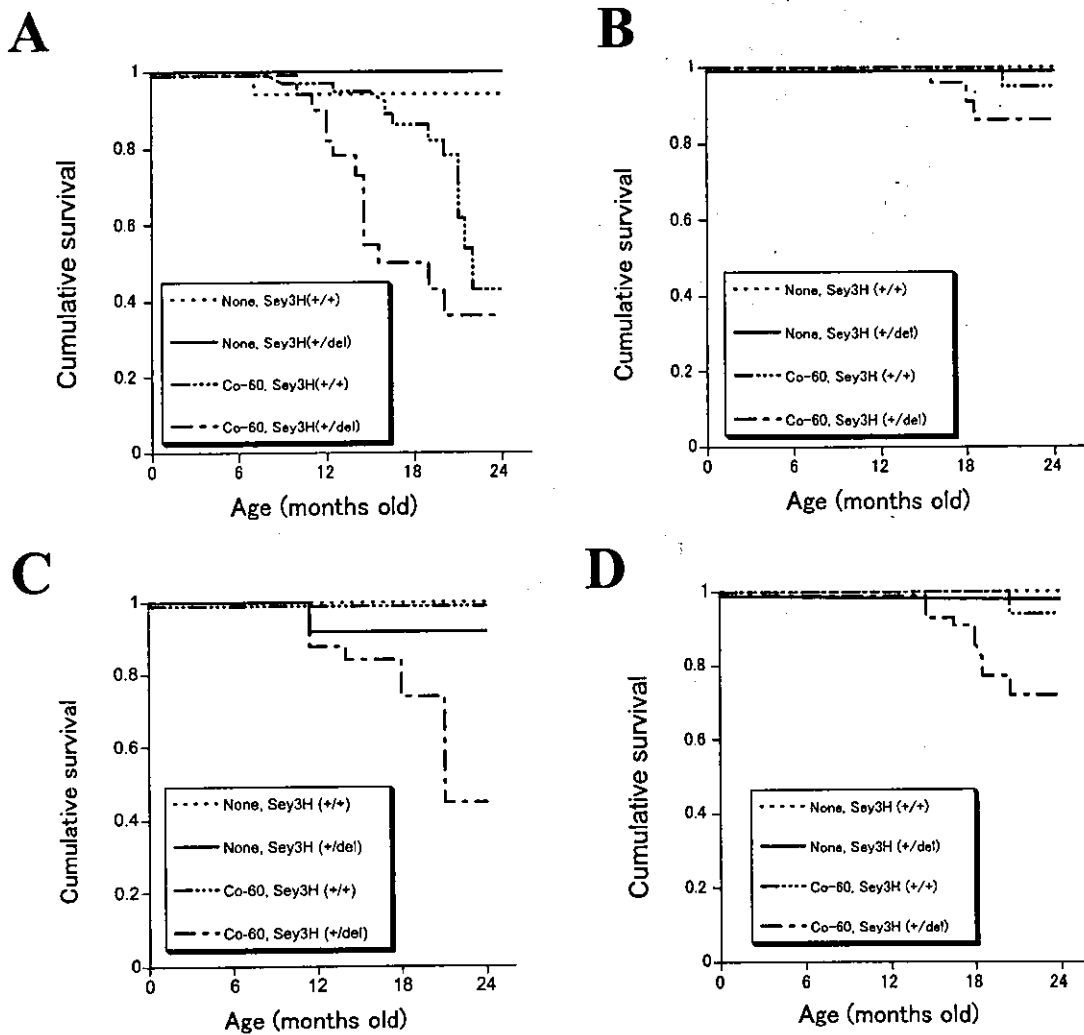 A
Cumulative survival
1
0.8
0.6
0.4
0.2
0
None, Sey3H(+/+)
None, Sey3H(+/del)
Co-60, Sey3H(+/+)
Co-60, Sey3H(+/del)
0 6 12 18 24
Age (months old)
B
Cumulative survival
1
0.8
0.6
0.4
0.2
0
None, Sey3H (+/+)
None, Sey3H (+/del)
Co-60, Sey3H (+/+)
Co-60, Sey3H (+/del)
0 6 12 18 24
Age (months old)
C
Cumulative survival
1
0.8
0.6
0.4
0.2
0
None, Sey3H (+/+)
None, Sey3H (+/del)
Co-60, Sey3H (+/+)
Co-60, Sey3H (+/del)
0 6 12 18 24
Age (months old)
D
Cumulative survival
1
0.8
0.6
0.4
0.2
0
None, Sey3H (+/+)
None, Sey3H (+/del)
Co-60, Sey3H (+/+)
Co-60, Sey3H (+/del)
0 6 12 18 24
Age (months old)